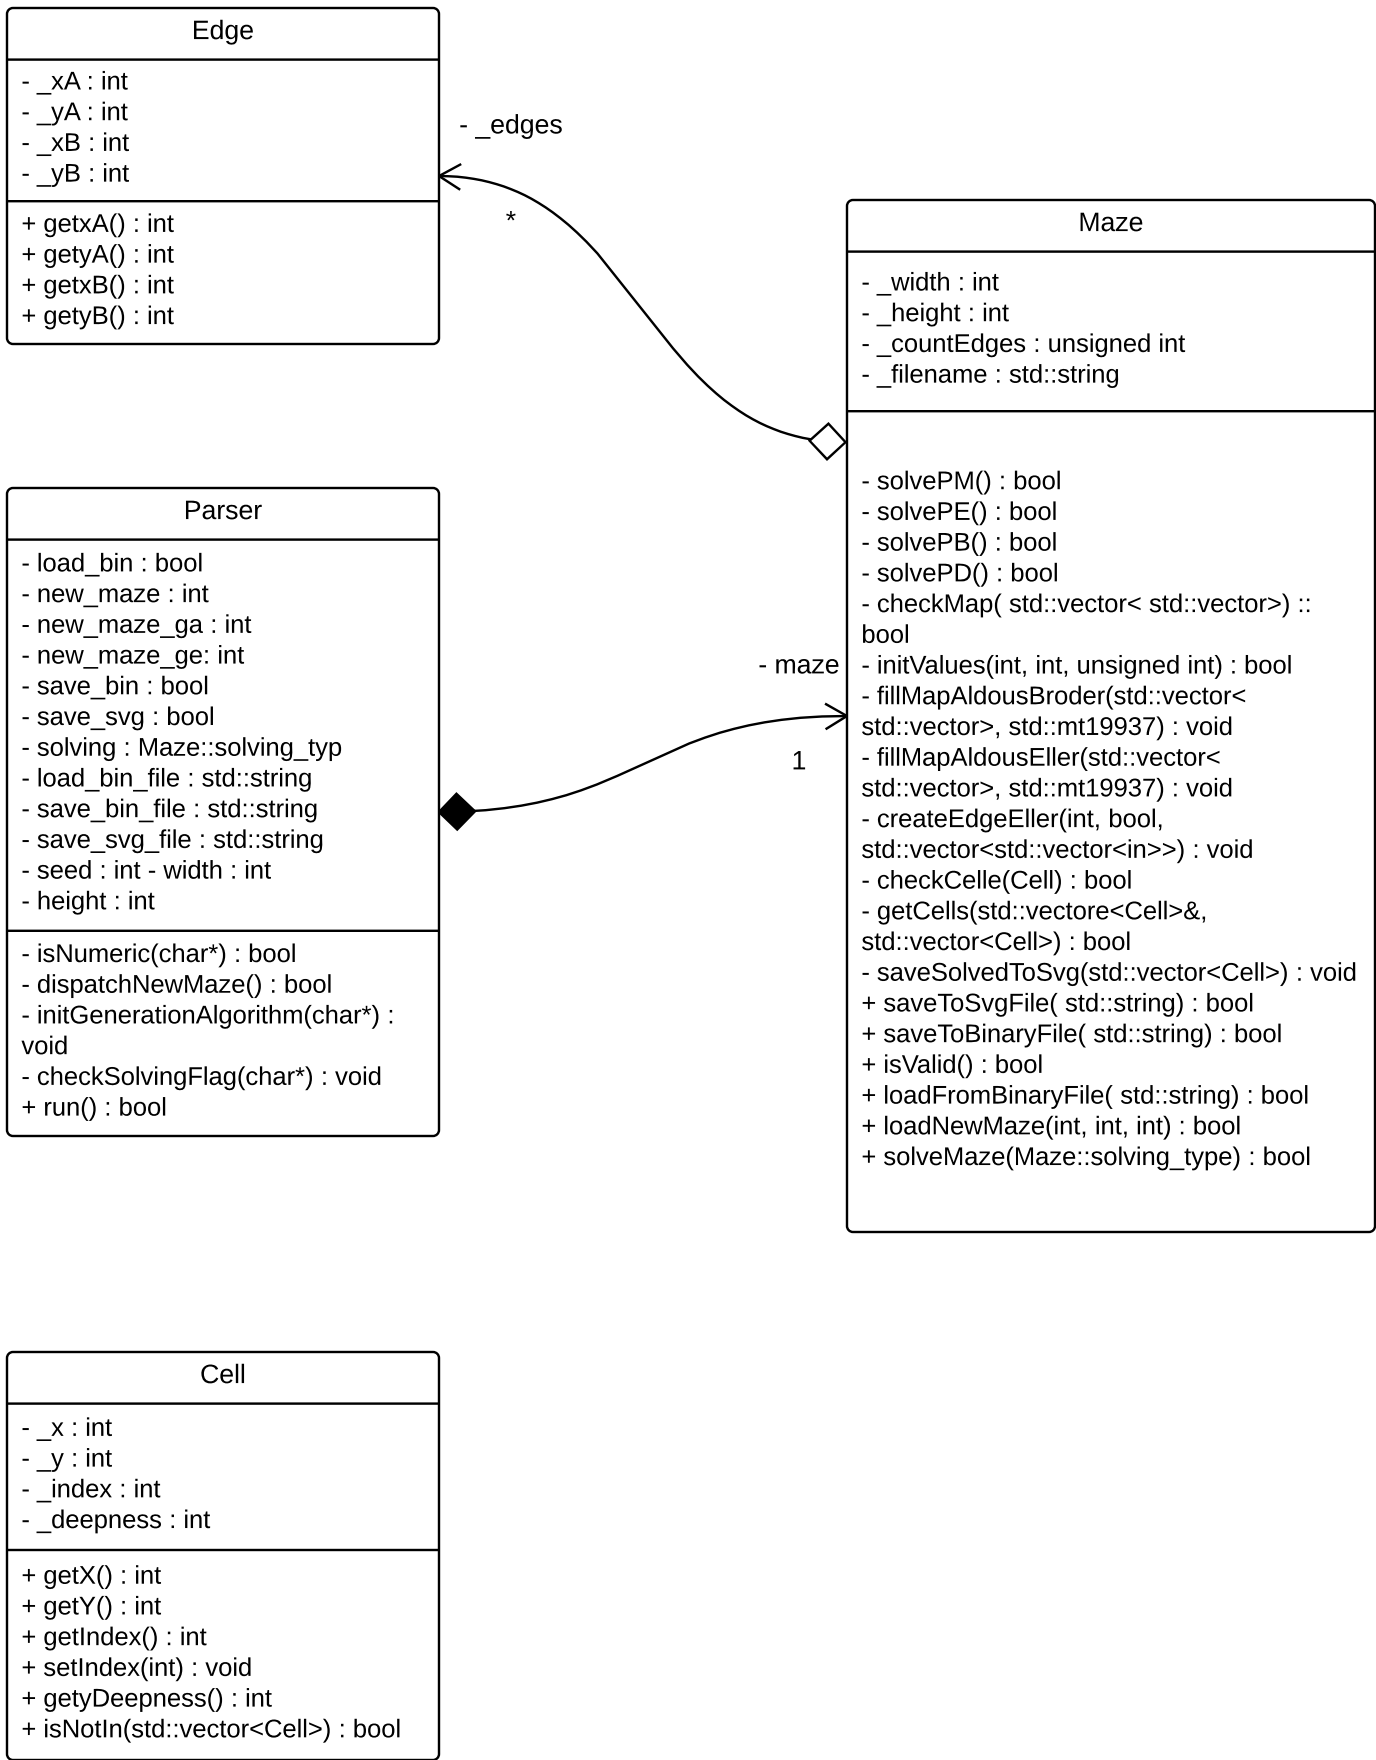 Edge
- _xA : int
- _yA : int
- _xB : int
- _yB : int
+ getxA() : int
+ getyA() : int
+ getxB() : int
+ getyB() : int
- _edges
*
Maze
- _width : int
- _height : int
- _countEdges : unsigned int
- _filename : std::string
- solvePM() : bool
- solvePE() : bool
- solvePB() : bool
- solvePD() : bool
- checkMap( std::vector< std::vector>) ::
bool
- initValues(int, int, unsigned int) : bool
- fillMapAldousBroder(std::vector<
std::vector>, std::mt19937) : void
- fillMapAldousEller(std::vector<
std::vector>, std::mt19937) : void
- createEdgeEller(int, bool,
std::vector<std::vector<in>>) : void
- checkCelle(Cell) : bool
- getCells(std::vectore<Cell>&,
std::vector<Cell>) : bool
- saveSolvedToSvg(std::vector<Cell>) : void
+ saveToSvgFile( std::string) : bool
+ saveToBinaryFile( std::string) : bool
+ isValid() : bool
+ loadFromBinaryFile( std::string) : bool
+ loadNewMaze(int, int, int) : bool
+ solveMaze(Maze::solving_type) : bool
Parser
- load_bin : bool
- new_maze : int
- new_maze_ga : int
- new_maze_ge: int
- save_bin : bool
- save_svg : bool
- solving : Maze::solving_typ
- load_bin_file : std::string
- save_bin_file : std::string
- save_svg_file : std::string
- seed : int - width : int
- height : int
- isNumeric(char*) : bool
- dispatchNewMaze() : bool
- initGenerationAlgorithm(char*) :
void
- checkSolvingFlag(char*) : void
+ run() : bool
- maze
1
Cell
- _x : int
- _y : int
- _index : int
- _deepness : int
+ getX() : int
+ getY() : int
+ getIndex() : int
+ setIndex(int) : void
+ getyDeepness() : int
+ isNotIn(std::vector<Cell>) : bool